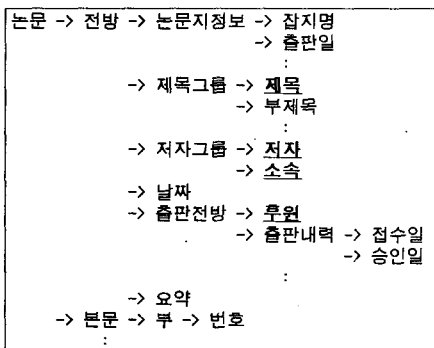 논문 -> 전방 -> 논문지정보 -> 잡지명
-> 출판일
:
-> 제목그룹 -> 제목
-> 부제목
:
-> 저자그룹 -> 저자
-> 소속
-> 날짜
-> 출판전방 -> 후원
-> 출판내력 -> 접수일
-> 승인일
:
-> 요약
-> 본문 -> 부 -> 번호
: